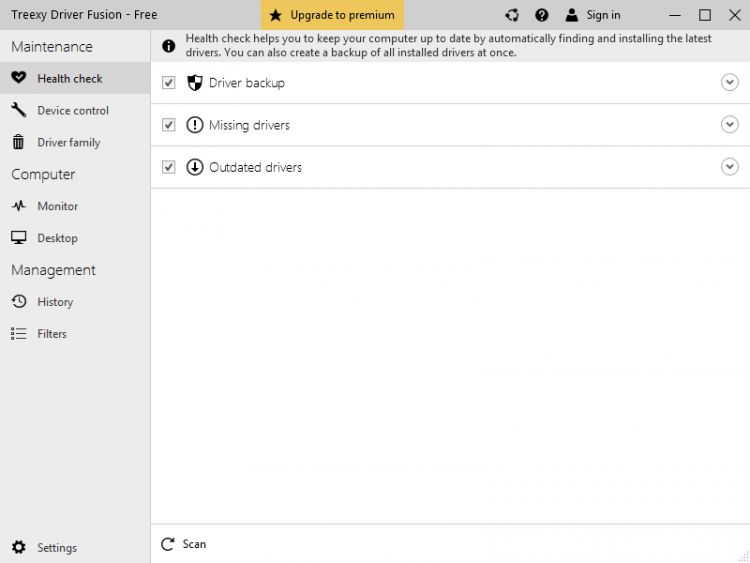 Treexy Driver Fusion - Free
Upgrade to premium
Sign in
Maintenance
Health check
Device control
Driver family
Computer
Monitor
Desktop
Management
History
Filters
Settings
Health check helps you to keep your computer up to date by automatically finding and installing the latest
drivers. You can also create a backup of all installed drivers at once.
Driver backup
Missing drivers
Outdated drivers
Scan